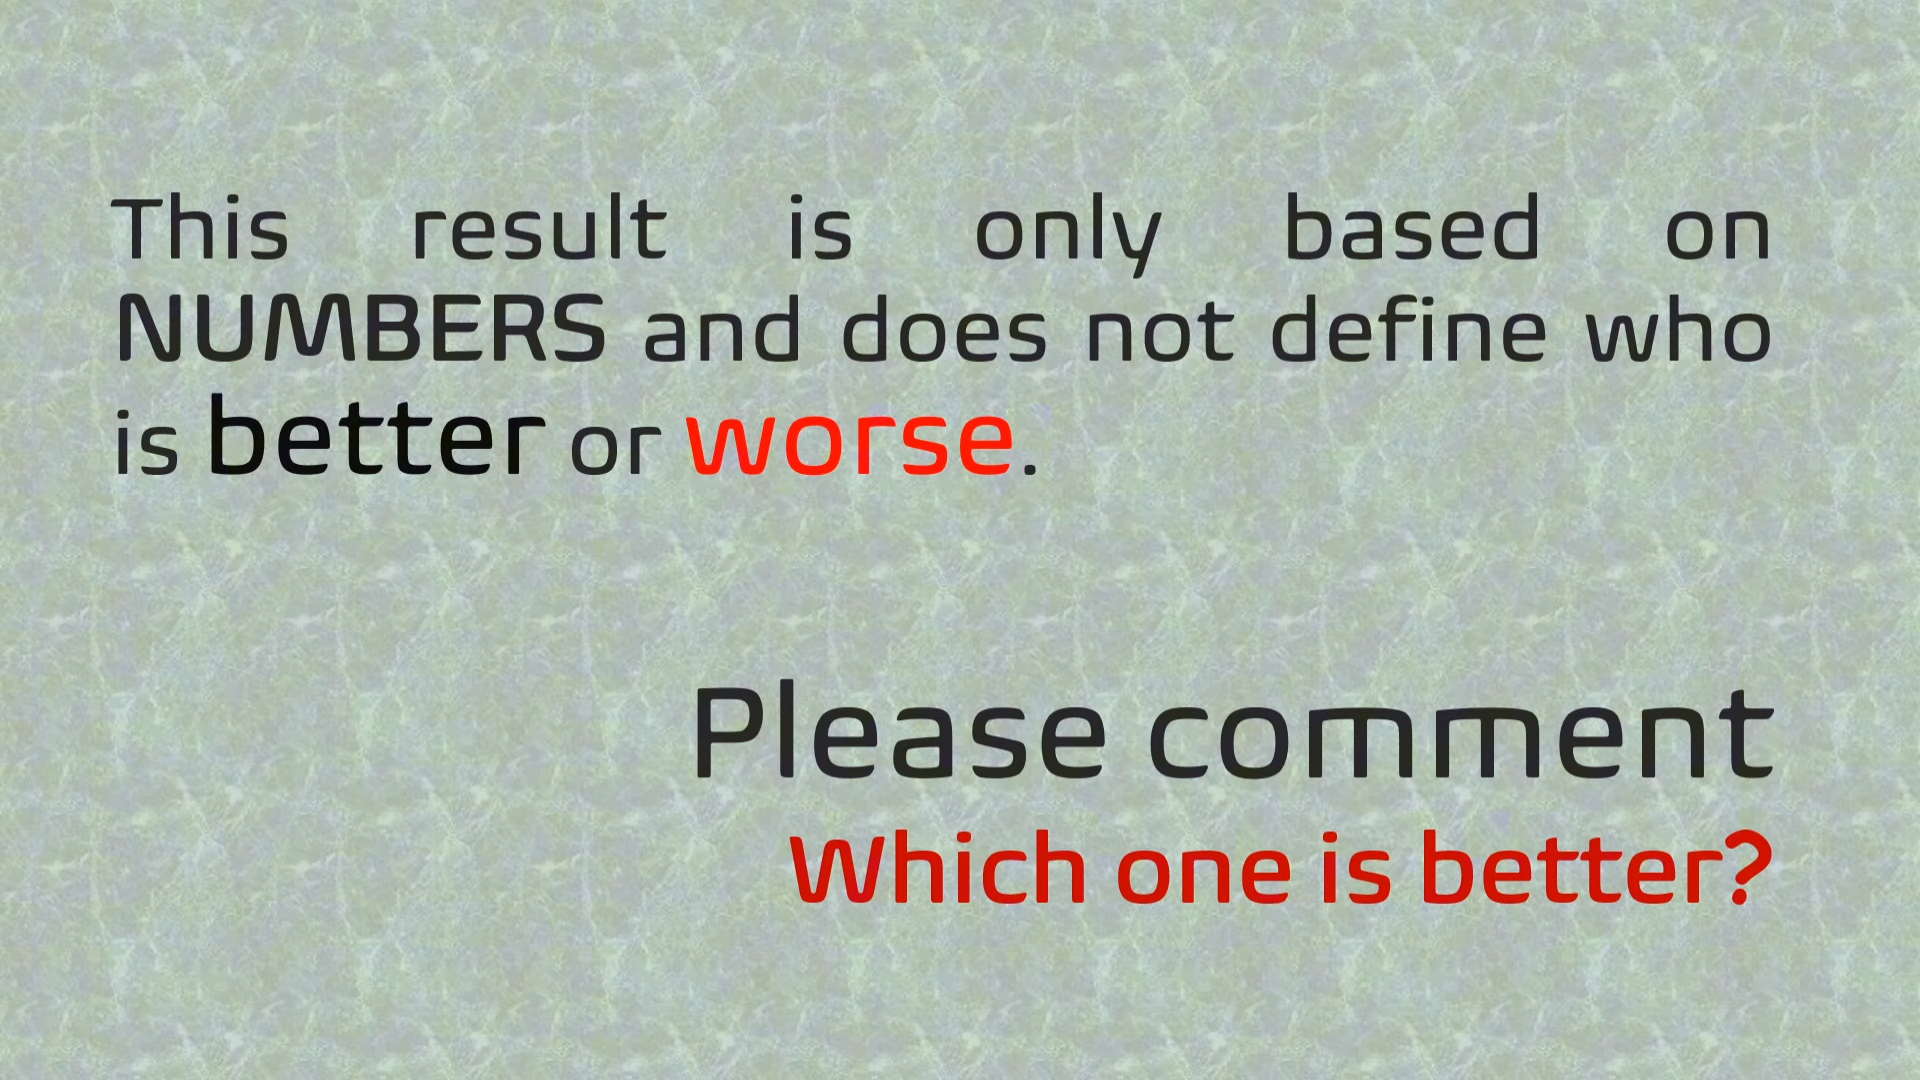 This result is only based on
NUMBERS and does not define who
is better or worse.
Please comment
Which one is better?